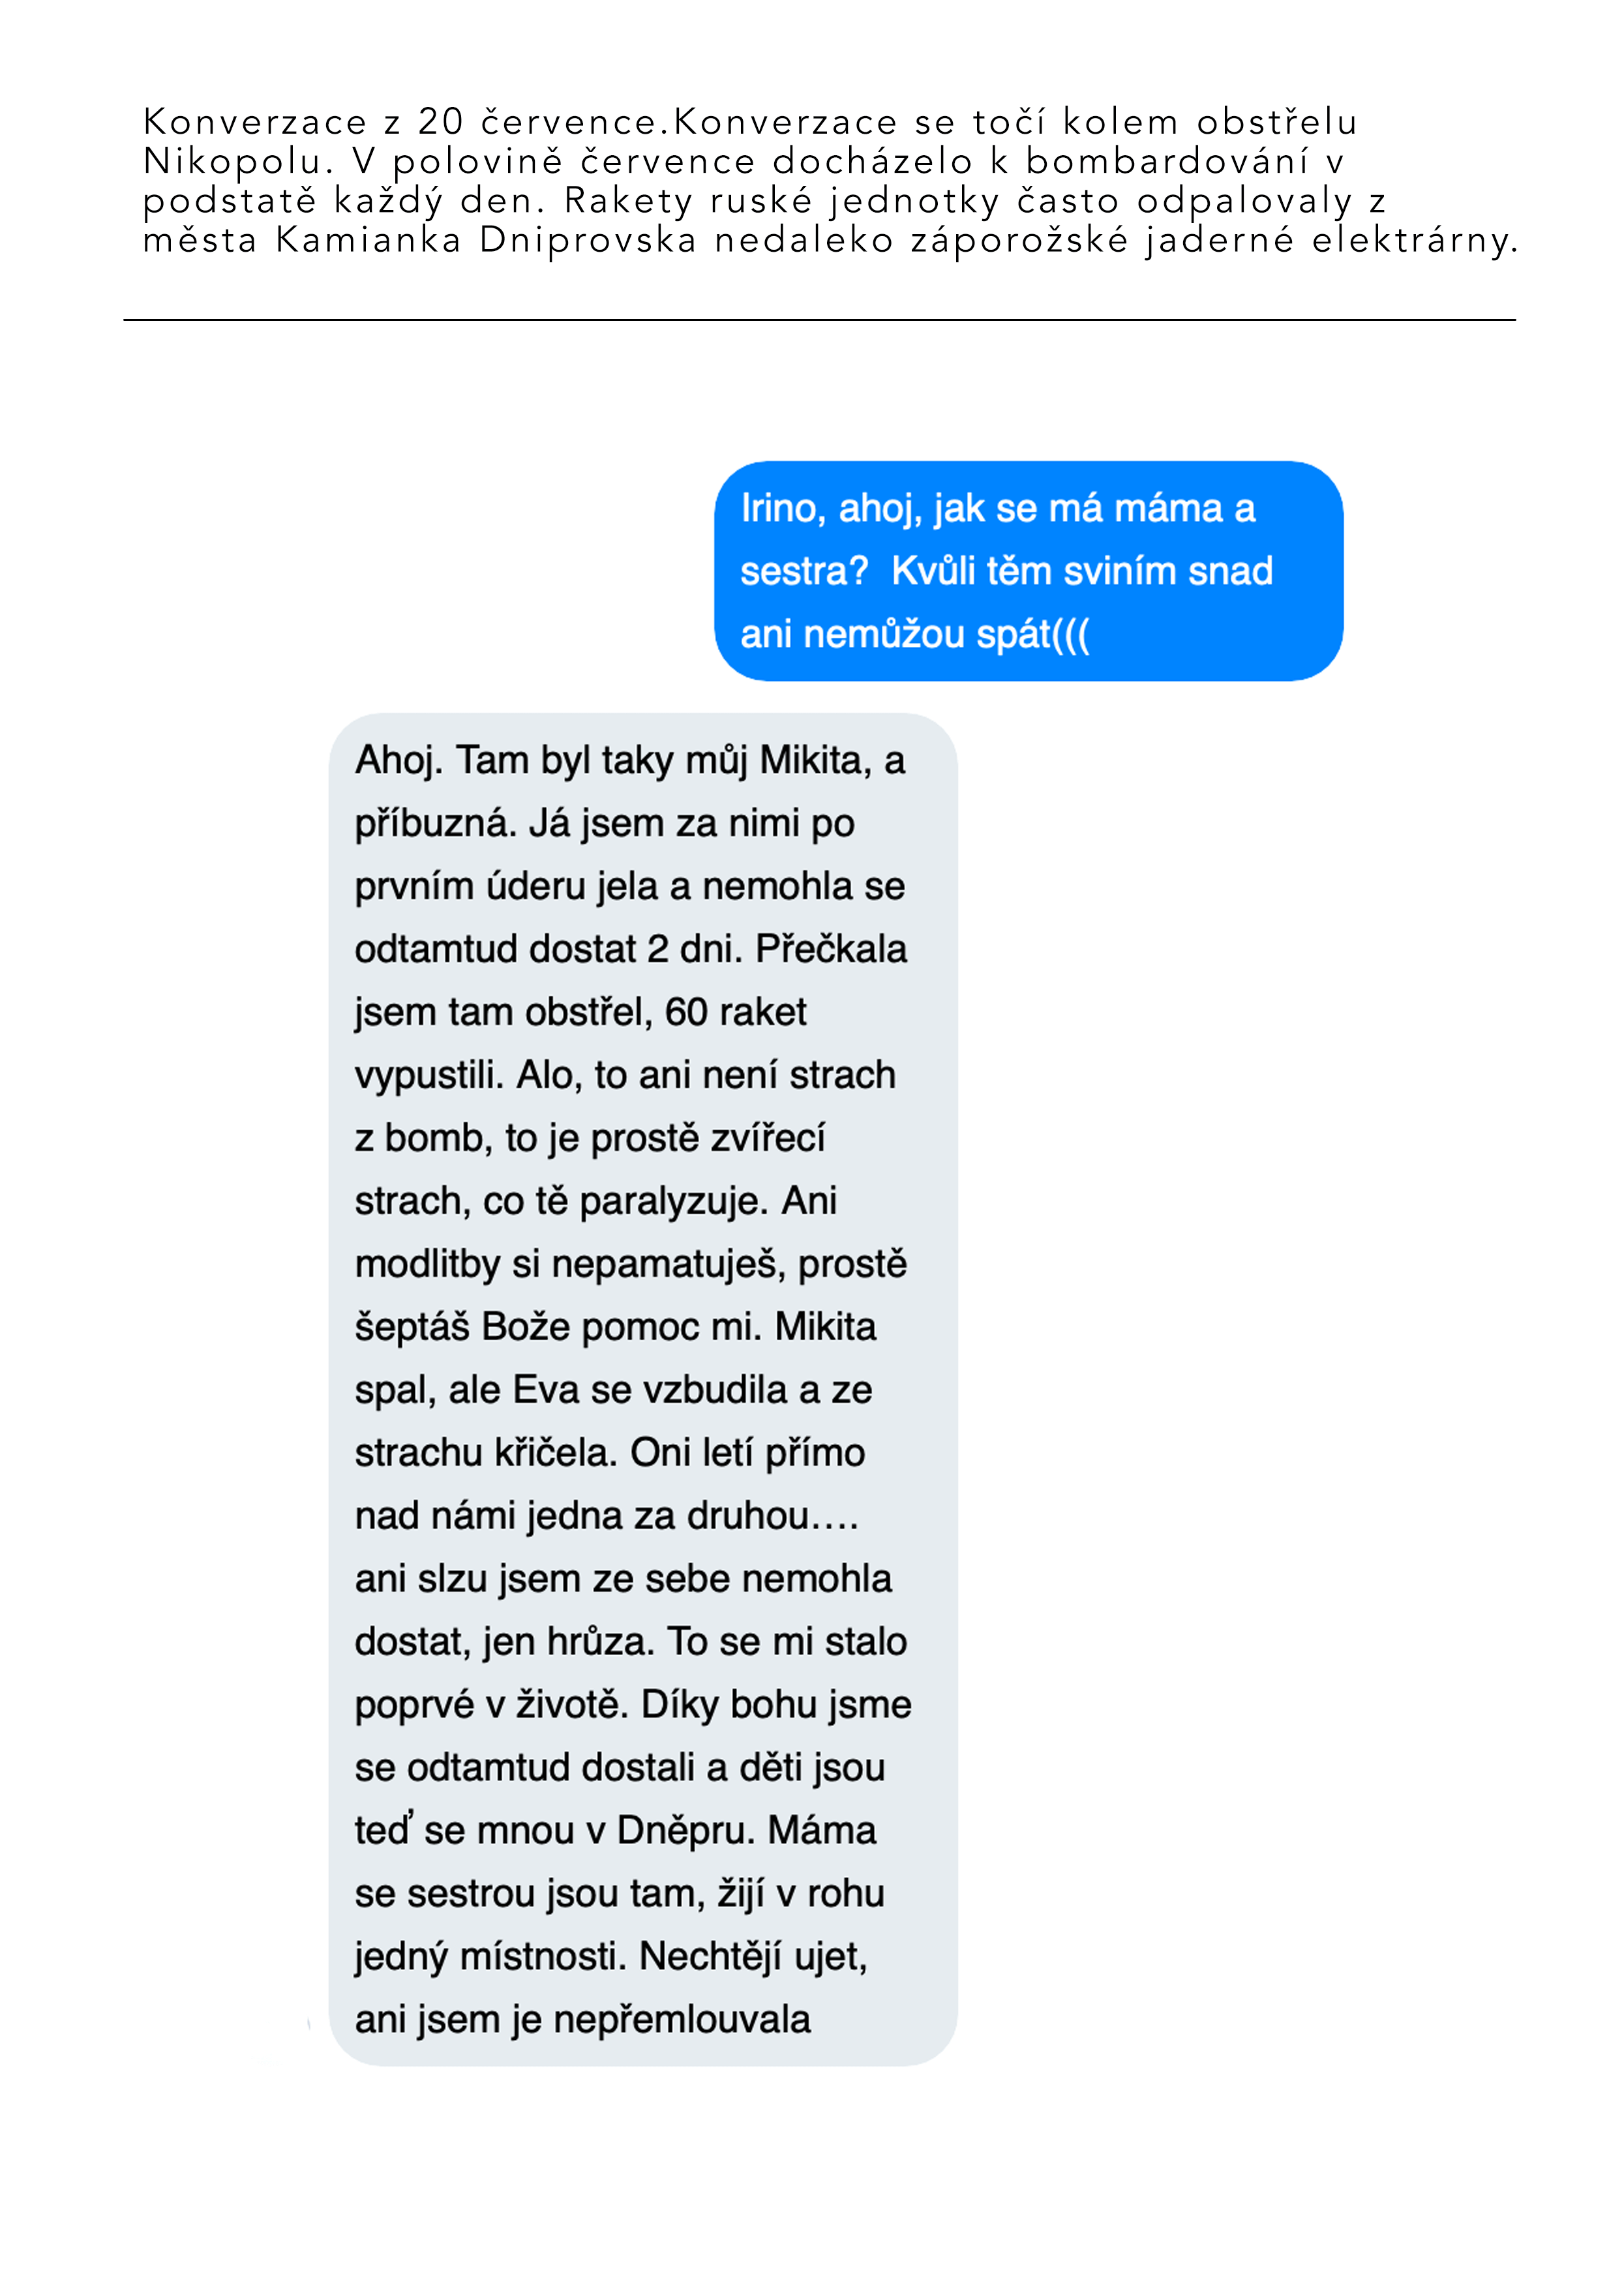 Konverzace z 20 července.Konverzace se točí kolem obstřelu
Nikopolu. V polovině července docházelo k bombardování v
podstatě každý den. Rakety ruské jednotky často odpalovaly z
města Kamianka Dniprovska nedaleko záporožské jaderné elektrárny.
Irino, ahoj, jak se má máma a
sestra?  Kvůli těm sviním snad
ani nemůžou spát(((
Ahoj. Tam byl taky můj Mikita, a
příbuzná. Já jsem za nimi po
prvním úderu jela a nemohla se
odtamtud dostat 2 dni. Přečkala
jsem tam obstřel, 60 raket
vypustili. Alo, to ani není strach
z bomb, to je prostě zvířecí
strach, co tě paralyzuje. Ani
modlitby si nepamatuješ, prostě
šeptáš Bože pomoc mi. Mikita
spal, ale Eva se vzbudila a ze
strachu křičela. Oni letí přímo
nad námi jedna za druhou….
ani slzu jsem ze sebe nemohla
dostat, jen hrůza. To se mi stalo
poprvé v životě. Díky bohu jsme
se odtamtud dostali a děti jsou
teď se mnou v Dněpru. Máma
se sestrou jsou tam, žijí v rohu
jedný místnosti. Nechtějí ujet,
ani jsem je nepřemlouvala